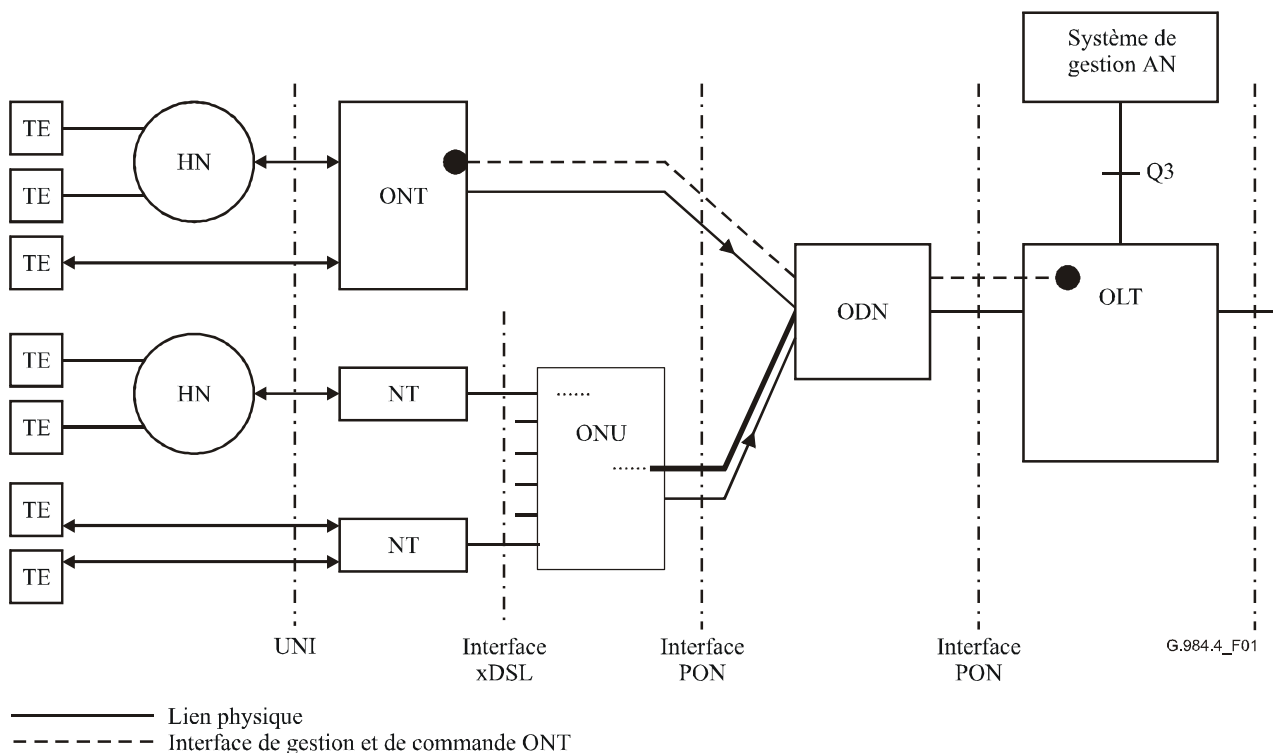 Système de
gestion AN
TE
HN
TE
TE
ONT
Q3
ODN
OLT
TE
HN
TE
NT
ONU
TE
TE
NT
UNI
Interface
xDSL
Interface
PON
Interface
PON
G.984.4_F01
Lien physique
Interface de gestion et de commande ONT